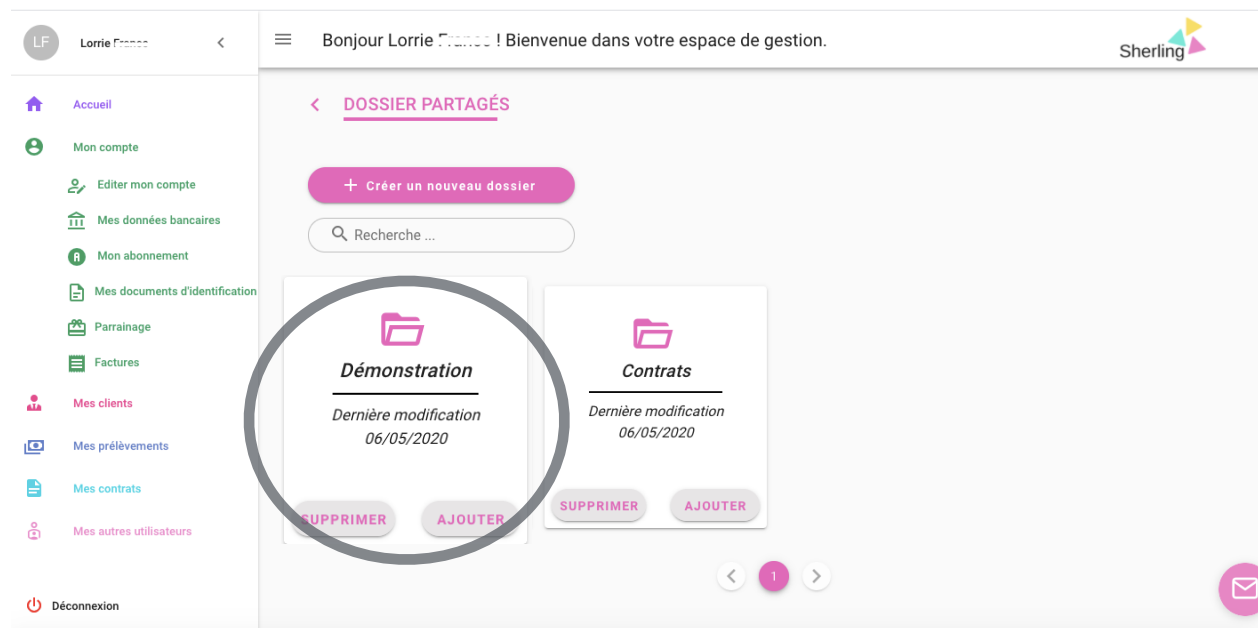 LF
Lorrie
Bonjour Lorrie ! Bienvenue dans votre espace de gestion.
Sherling
Accueil
Mon compte
Editer mon compte
Mes données bancaires
Mon abonnement
Mes documents d'identification
Parrainage
Factures
Mes clients
Mes prélèvements
Mes contrats
Mes autres utilisateurs
Déconnexion
DOSSIER PARTAGÉS
+ Créer un nouveau dossier
Recherche ...
Démonstration
Dernière modification
06/05/2020
SUPPRIMER AJOUTER
Contrats
Dernière modification
06/05/2020
SUPPRIMER AJOUTER
1